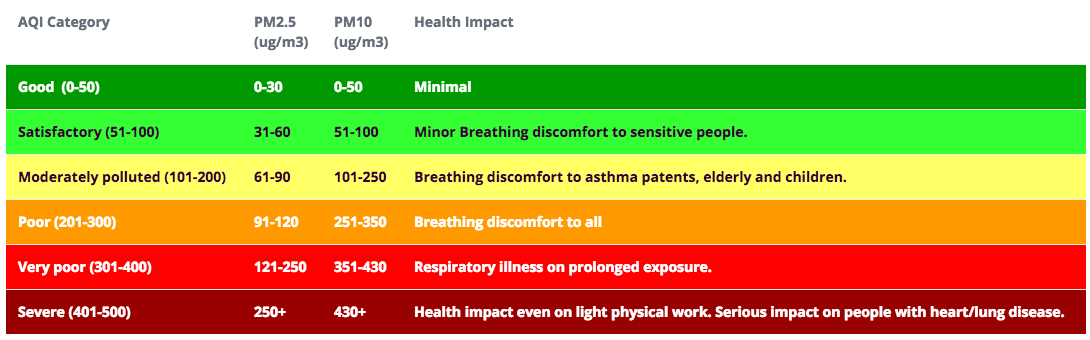 AQI Category PM2.5 (ug/m3) PM10 (ug/m3) Health Impact
Good (0-50) 0-30 0-50 Minimal
Satisfactory (51-100) 31-60 51-100 Minor Breathing discomfort to sensitive people.
Moderately polluted (101-200) 61-90 101-250 Breathing discomfort to asthma patents, elderly and children.
Poor (201-300) 91-120 251-350 Breathing discomfort to all
Very poor (301-400) 121-250 351-430 Respiratory illness on prolonged exposure.
Severe (401-500) 250+ 430+ Health impact even on light physical work. Serious impact on people with heart/lung disease.